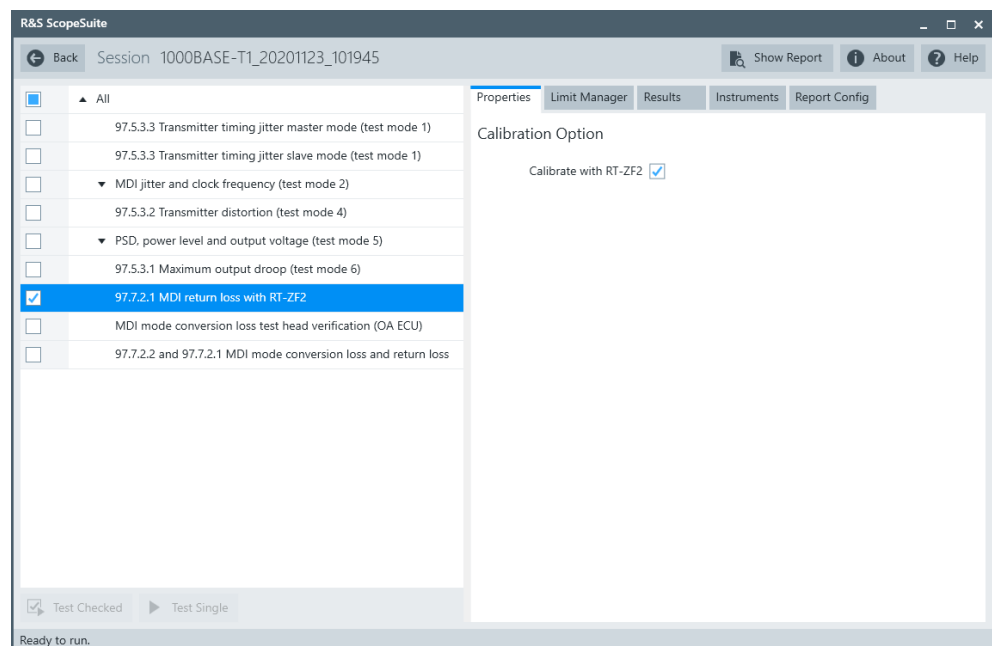 R&S ScopeSuite
Back Session 1000BASE-T1_20201123_101945 Show Report About Help
All
97.5.3.3 Transmitter timing jitter master mode (test mode 1)
97.5.3.3 Transmitter timing jitter slave mode (test mode 1)
MDI jitter and clock frequency (test mode 2)
97.5.3.2 Transmitter distortion (test mode 4)
PSD, power level and output voltage (test mode 5)
97.5.3.1 Maximum output droop (test mode 6)
97.7.2.1 MDI return loss with RT-ZF2
MDI mode conversion loss test head verification (OA ECU)
97.7.2.2 and 97.7.2.1 MDI mode conversion loss and return loss
Properties Limit Manager Results Instruments Report Config
Calibration Option
Calibrate with RT-ZF2
Test Checked Test Single
Ready to run.